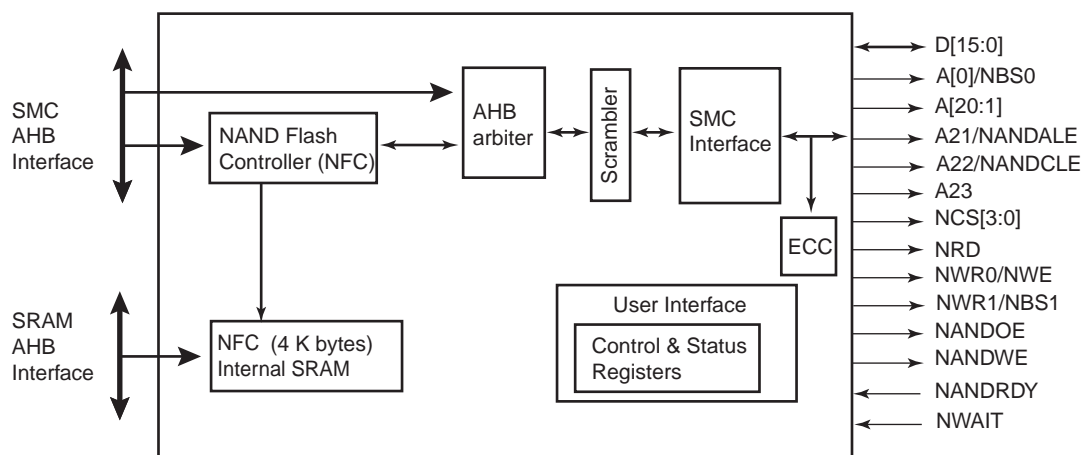 SMC
AHB
Interface
NAND Flash
Controller (NFC)
AHB
arbiter
Scrambler
SMC
Interface
ECC
SRAM
AHB
Interface
NFC (4 K bytes)
Internal SRAM
User Interface
Control & Status
Registers
D[15:0]
A[0]/NBS0
A[20:1]
A21/NANDALE
A22/NANDCLE
A23
NCS[3:0]
NRD
NWR0/NWE
NWR1/NBS1
NANDOE
NANDWE
NANDRDY
NWAIT